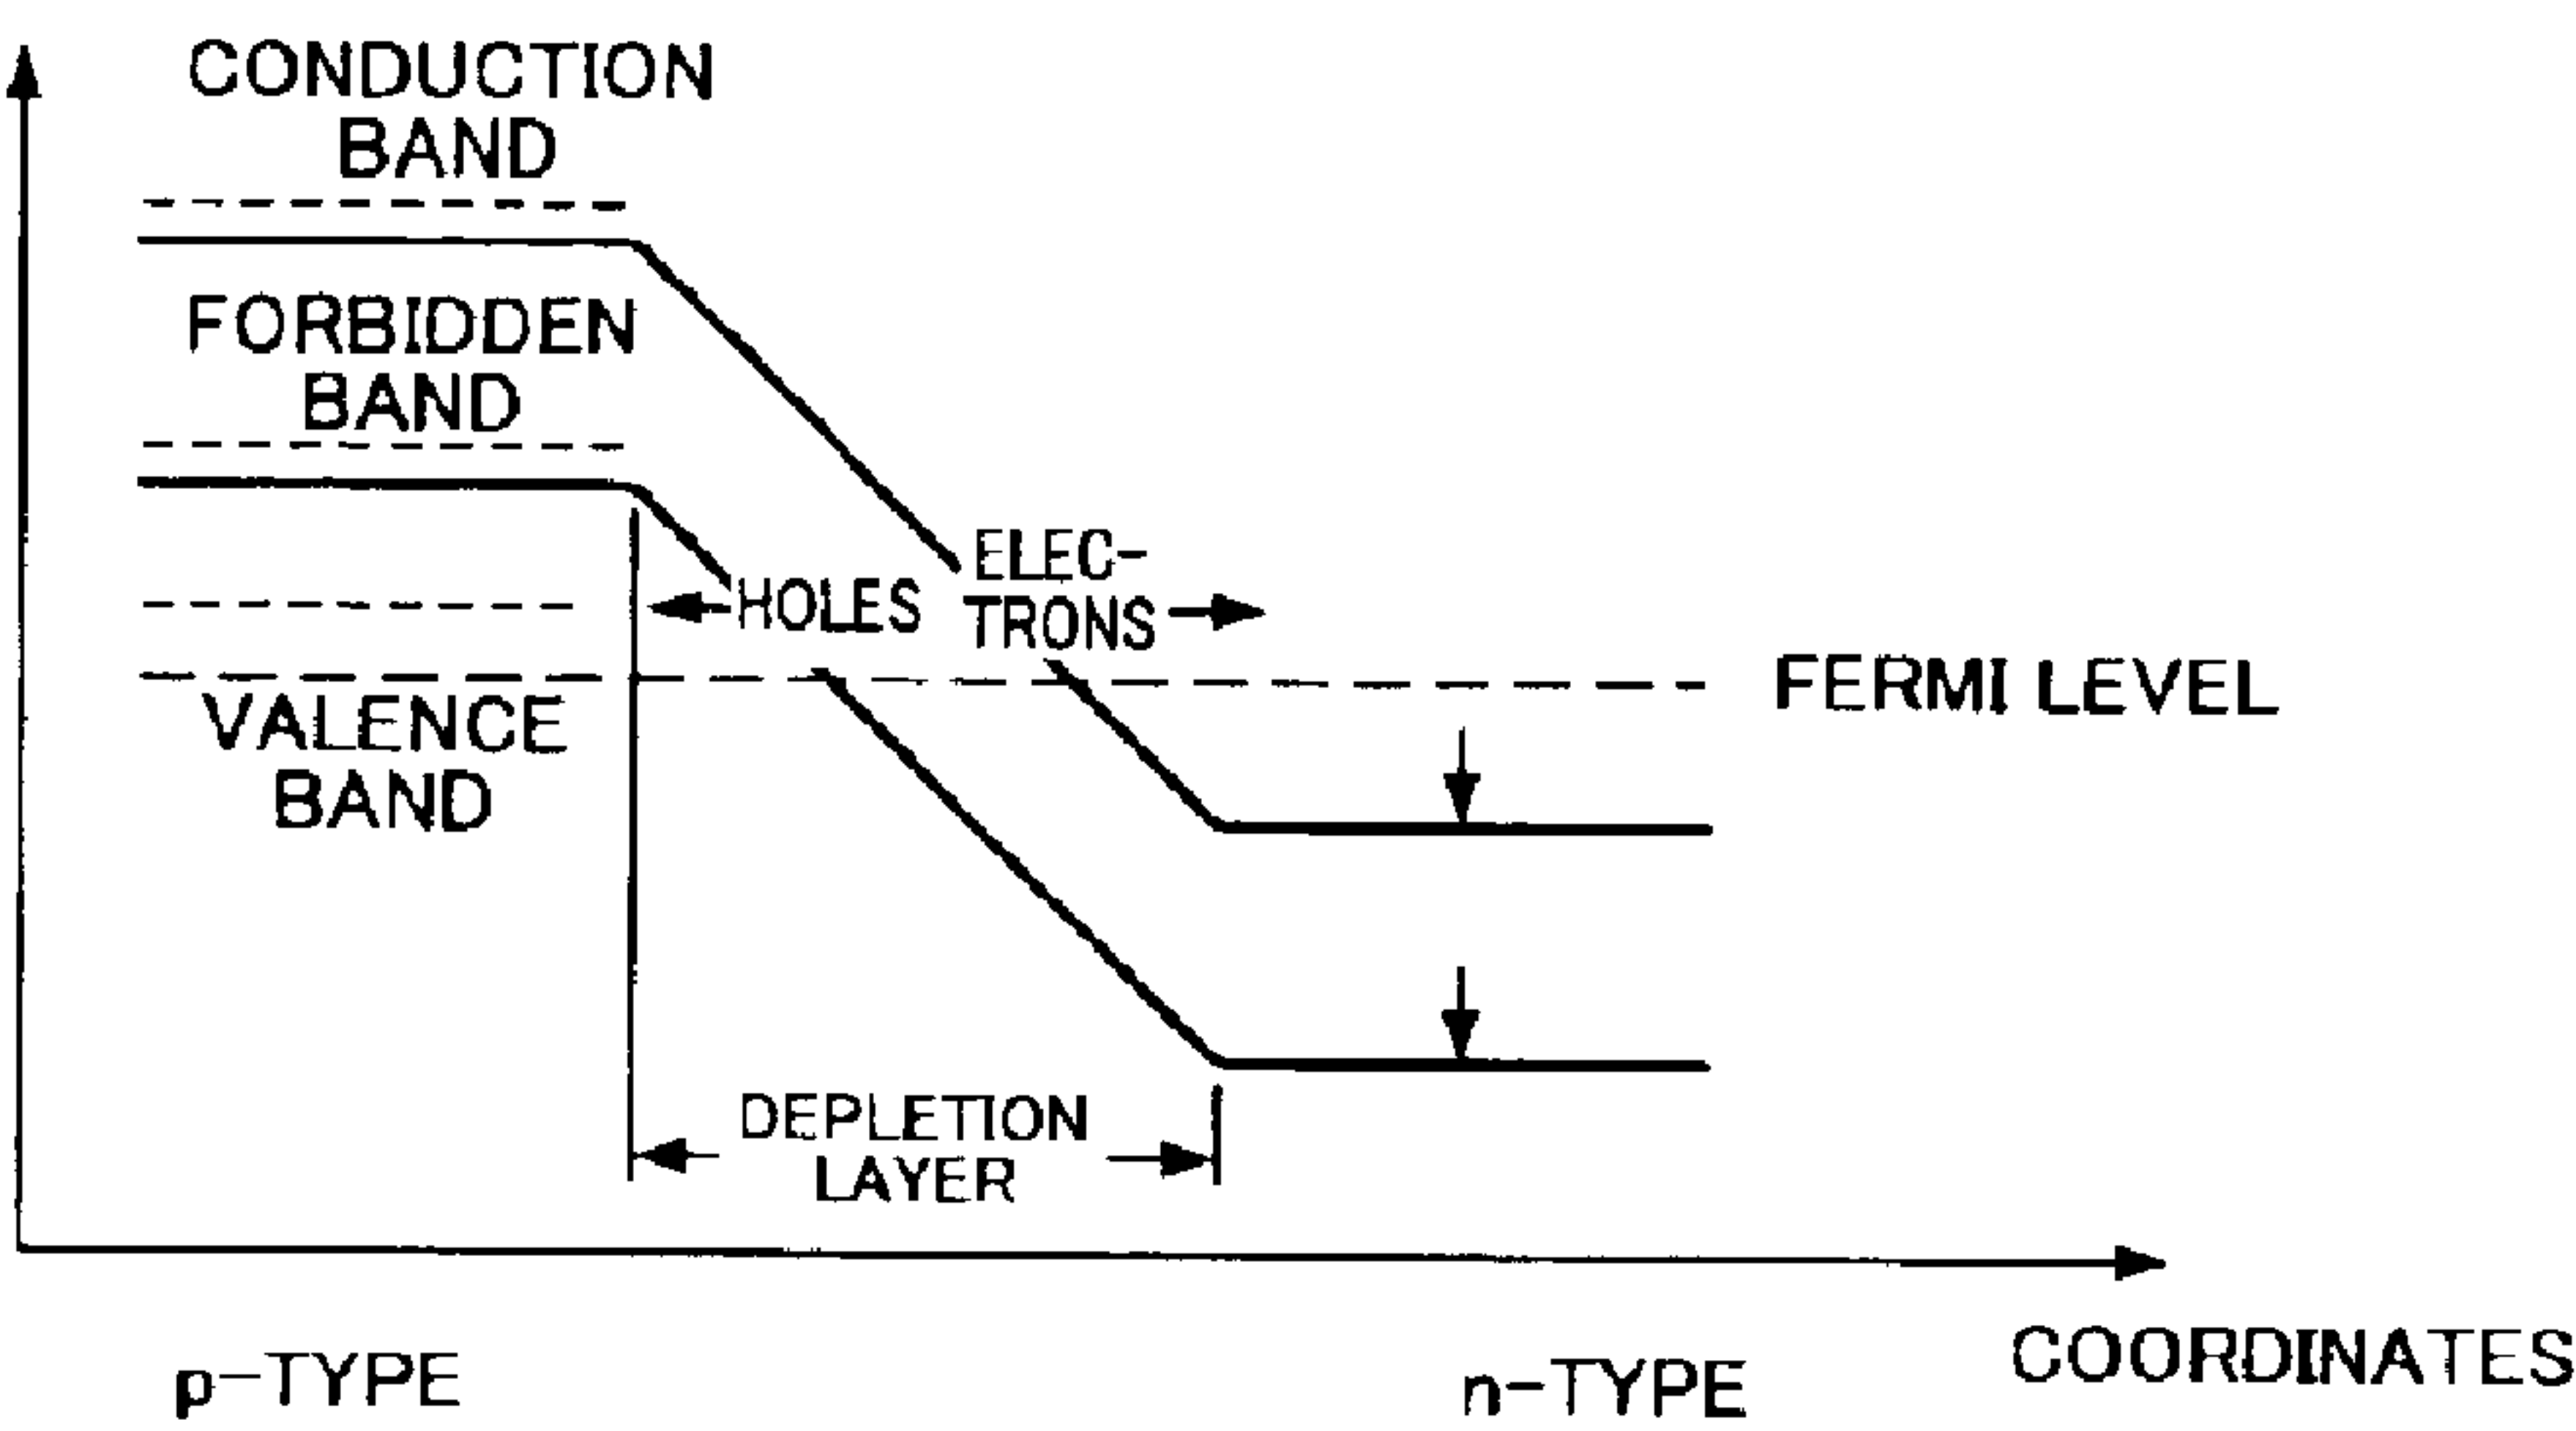 CONDUCTION
BAND
FORBIDDEN
BAND
HOLES
ELEC-
TRONS
FERMI LEVEL
VALENCE
BAND
DEPLETION
LAYER
p-TYPE
n-TYPE
COORDINATES